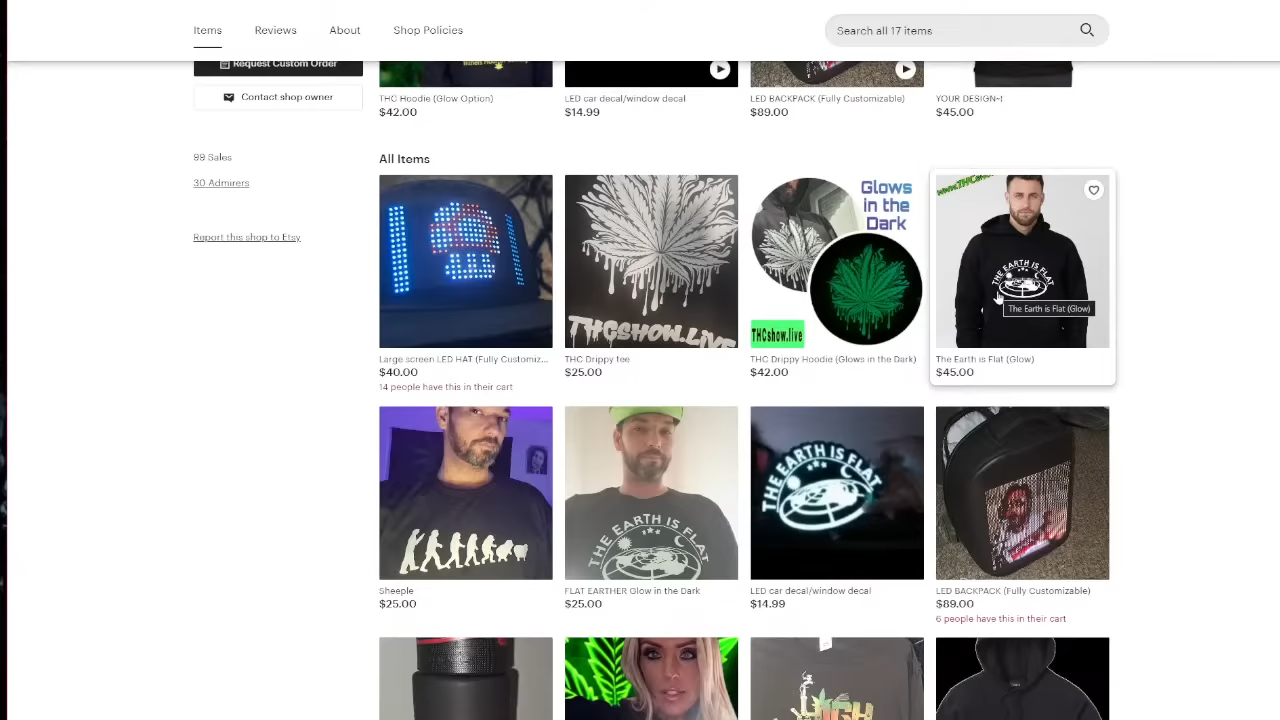 Items
Reviews
About
Shop Policies
Search all 17 items
Request Custom Order
Contact shop owner
THC Hoodie (Glow Option)
$42.00
LED car decal/window decal
$14.99
LED BACKPACK (Fully Customizable)
$89.00
YOUR DESIGN~!
$45.00
99 Sales
30 Admirers
Report this shop to Etsy
All Items
THCSHOW.LIVE
Glows
in the
Dark
THCshow.live
THE EARTH IS FLAT
The Earth is Flat (Glow)
Large screen LED HAT (Fully Customiz...
$40.00
14 people have this in their cart
THC Drippy tee
$25.00
THC Drippy Hoodie (Glows in the Dark)
$42.00
The Earth is Flat (Glow)
$45.00
THE EARTH IS FLAT
THE EARTH IS FLAT
Sheeple
$25.00
FLAT EARTHER Glow in the Dark
$25.00
LED car decal/window decal
$14.99
LED BACKPACK (Fully Customizable)
$89.00
6 people have this in their cart